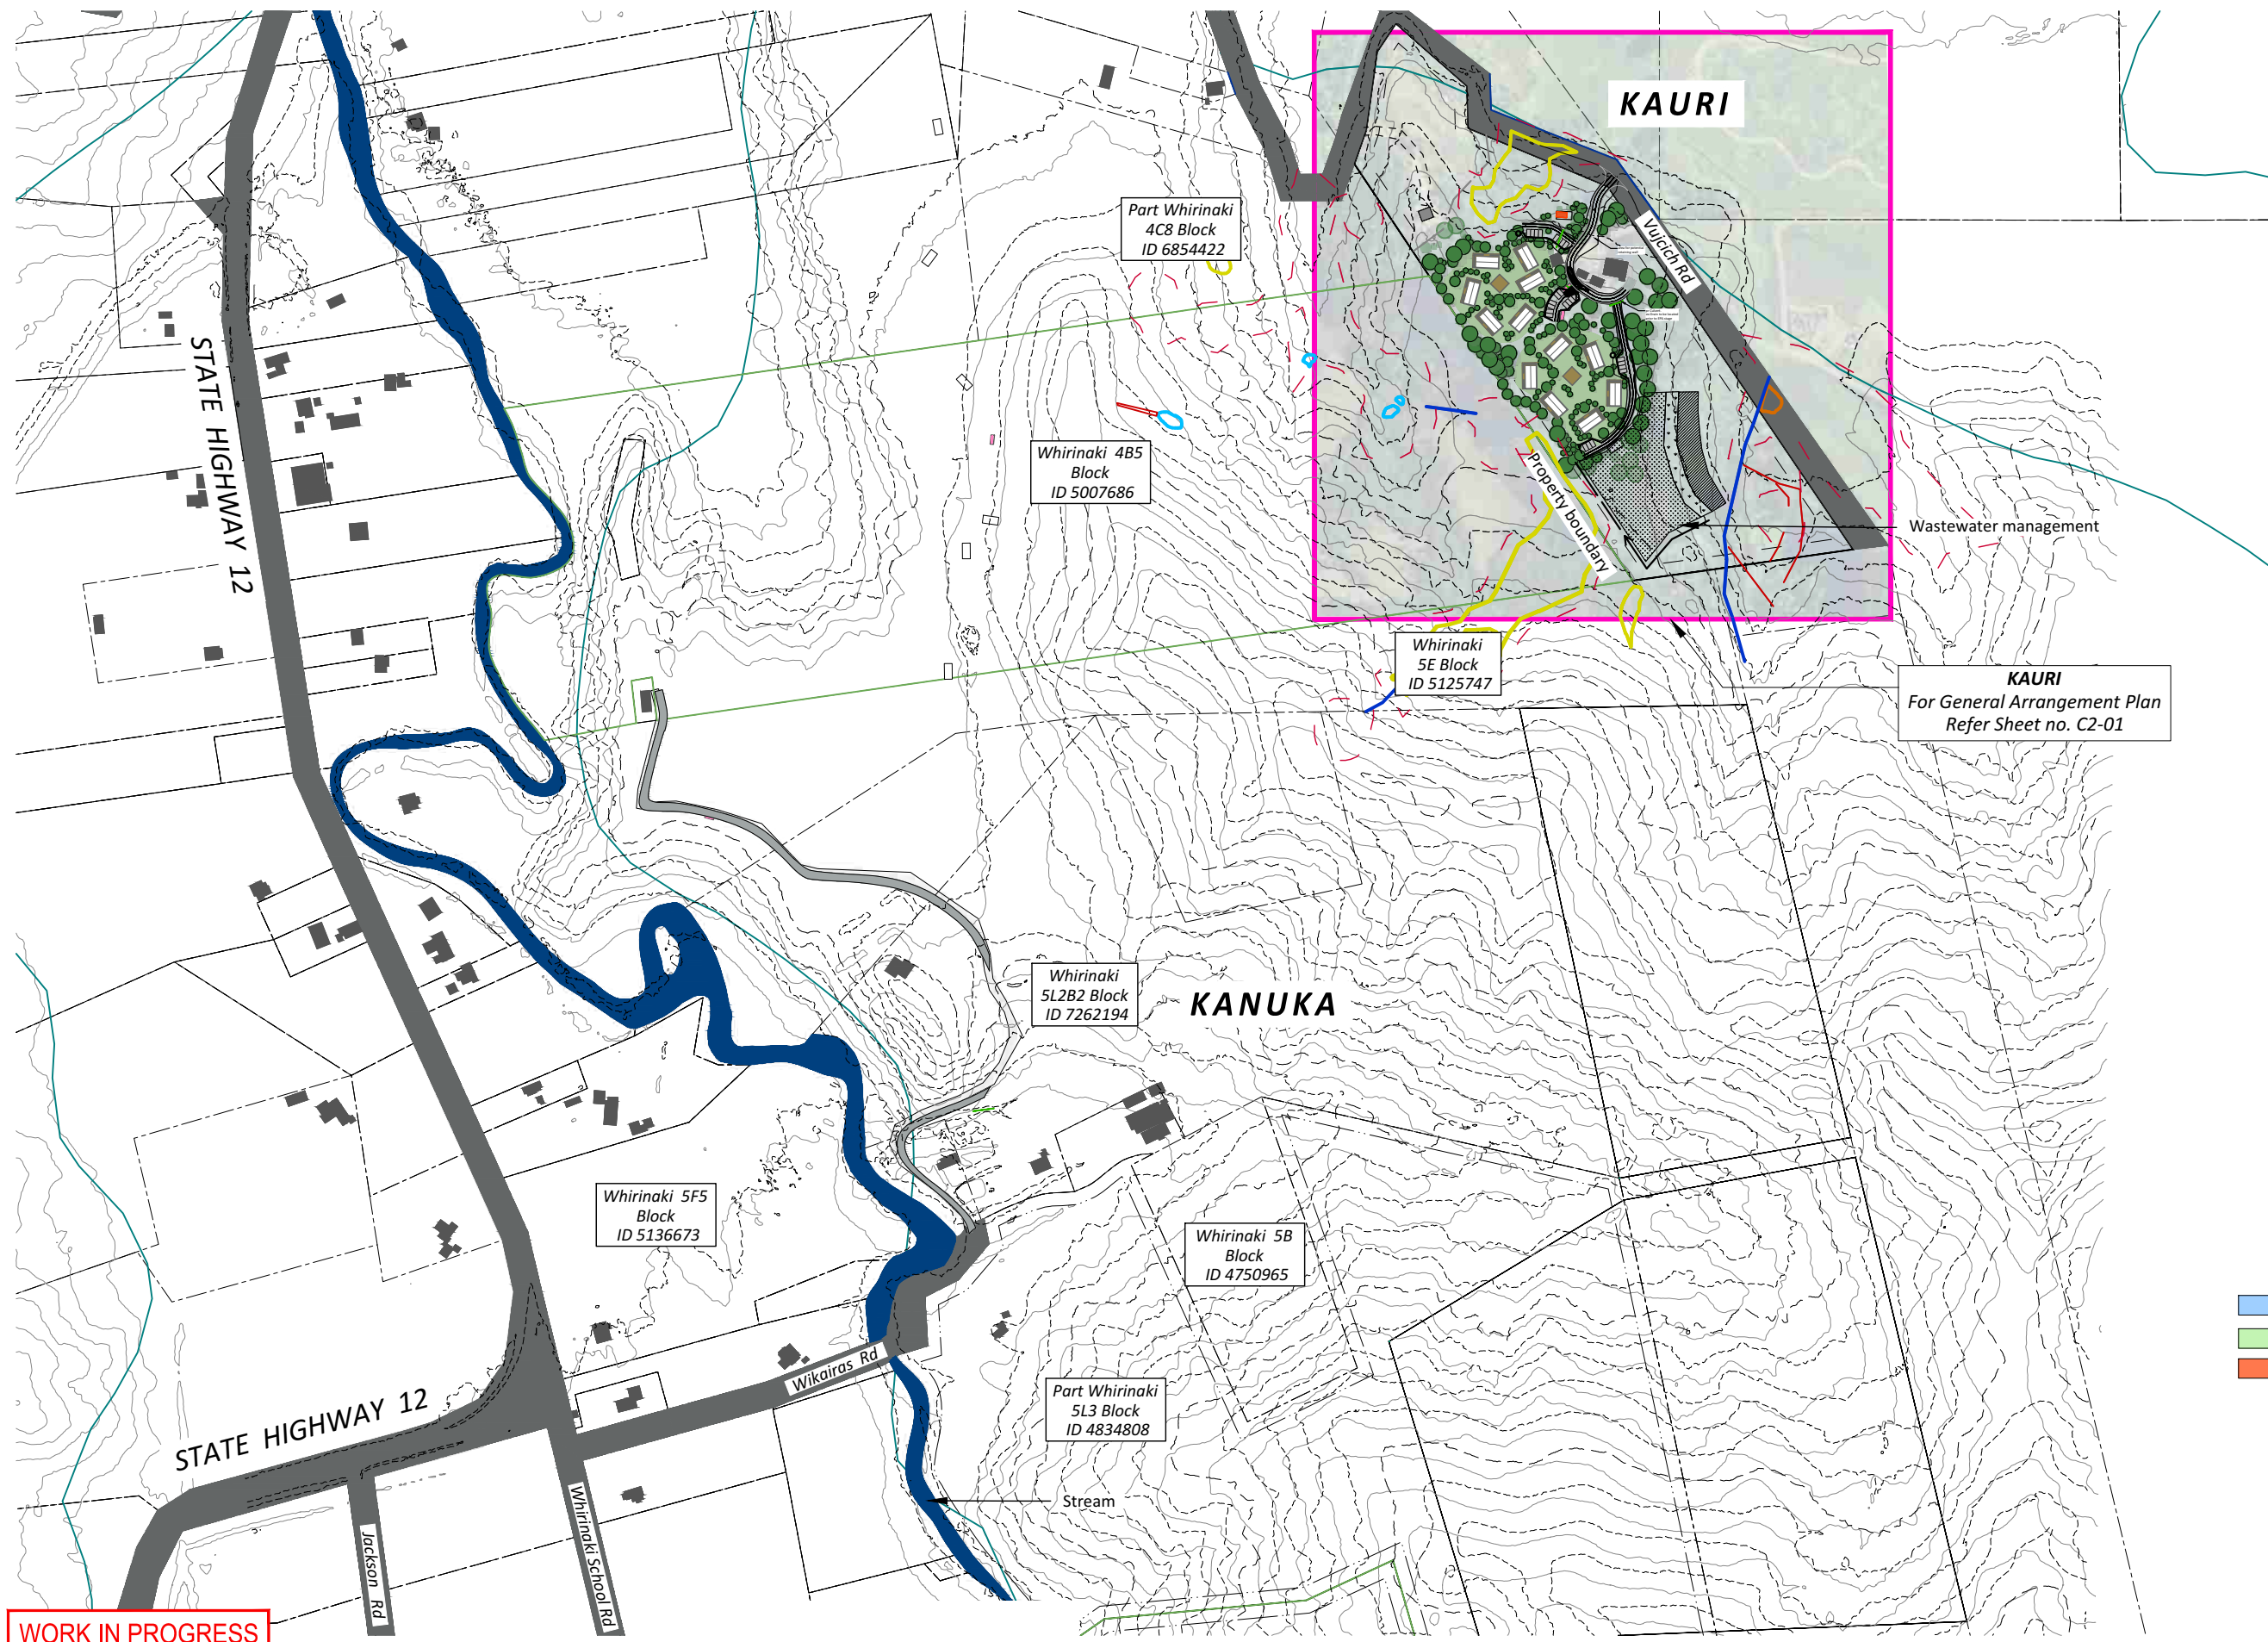 KAURI
Part Whirinaki
4C8 Block
ID 6854422
Vulcich Rd
STATE HIGHWAY 12
Whirinaki 4B5
Block
ID 5007686
Property boundary
Wastewater management
Whirinaki
5E Block
ID 5125747
KAURI
For General Arrangement Plan
Refer Sheet no. C2-01
Whirinaki
5L2B2 Block
ID 7262194
KANUKA
Whirinaki 5F5
Block
ID 5136673
Whirinaki 5B
Block
ID 4750965
Wikairas Rd
Part Whirinaki
5L3 Block
ID 4834808
STATE HIGHWAY 12
Stream
Jackson Rd
Whirinaki School Rd
WORK IN PROGRESS